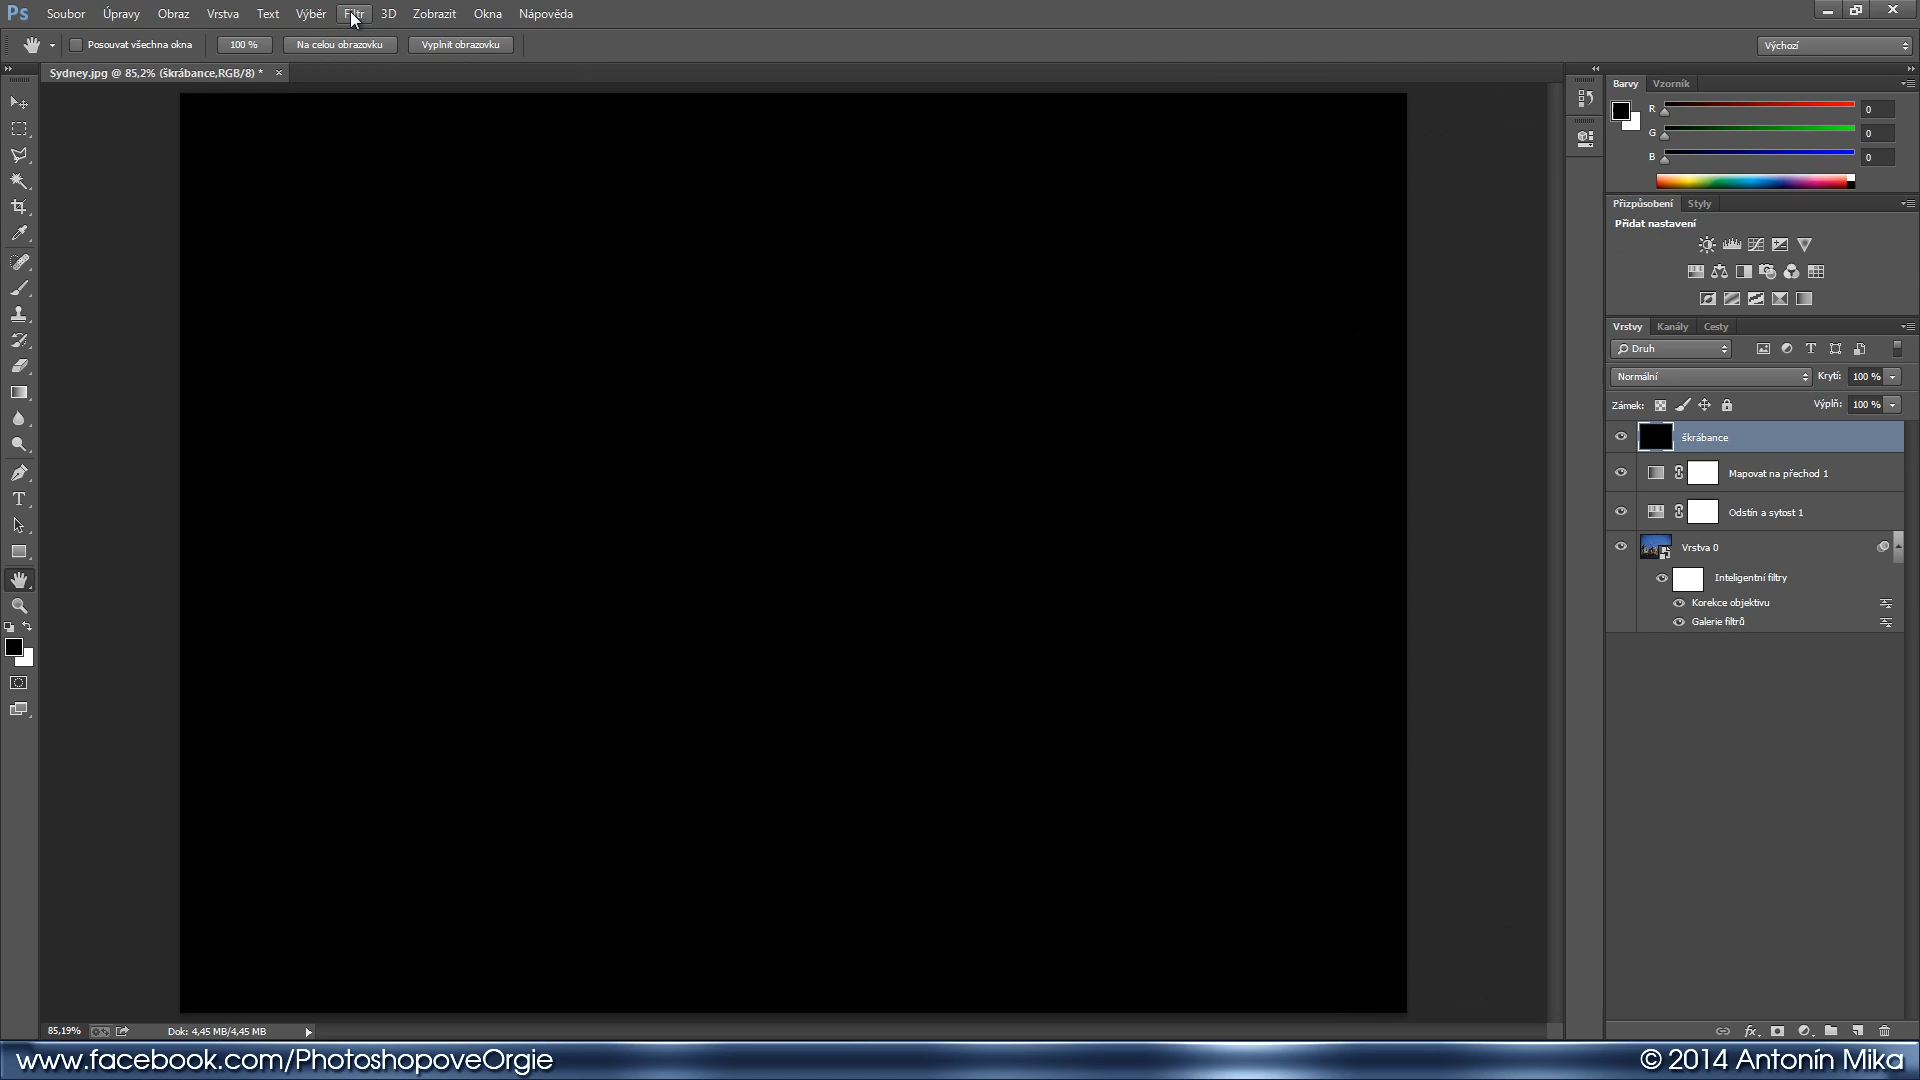 Ps Soubor Úpravy Obraz Vrstva Text Výběr Filtr 3D Zobrazit Okna Nápověda
Posouvat všechna okna 100 % Na celou obrazovku Vyplnit obrazovku Výchozí
Sydney.jpg @ 85,2% (škrábance,RGB/8) * ×
Barvy Vzorník
R 0
G 0
B 0
Přizpůsobení Styly
Přidat nastavení
Vrstvy Kanály Cesty
Druh
Normální Krytí: 100 %
Zámek: Výplň: 100 %
škrábance
Mapovat na přechod 1
Odstín a sytost 1
Vrstva 0
Inteligentní filtry
Korekce objektivu
Galerie filtrů
85,19% Dok: 4,45 MB/4,45 MB
www.facebook.com/PhotoshopoveOrgie © 2014 Antonín Mika